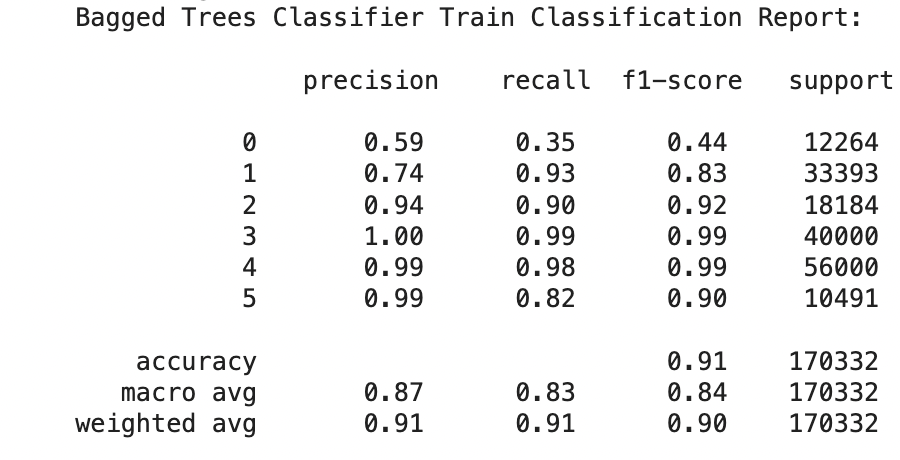 Bagged Trees Classifier Train Classification Report:
precision recall f1-score support
0 0.59 0.35 0.44 12264
1 0.74 0.93 0.83 33393
2 0.94 0.90 0.92 18184
3 1.00 0.99 0.99 40000
4 0.99 0.98 0.99 56000
5 0.99 0.82 0.90 10491
accuracy 0.91 170332
macro avg 0.87 0.83 0.84 170332
weighted avg 0.91 0.91 0.90 170332